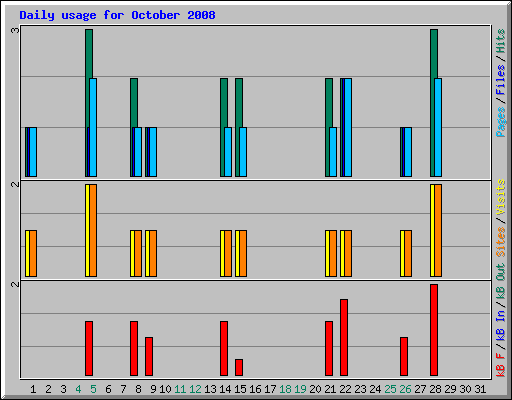 Daily usage for October 2008
3
2
2
Pages / Files / Hits
Sites / Visits
kB F / kB In / kB Out
1 2 3 4 5 6 7 8 9 10 11 12 13 14 15 16 17 18 19 20 21 22 23 24 25 26 27 28 29 30 31